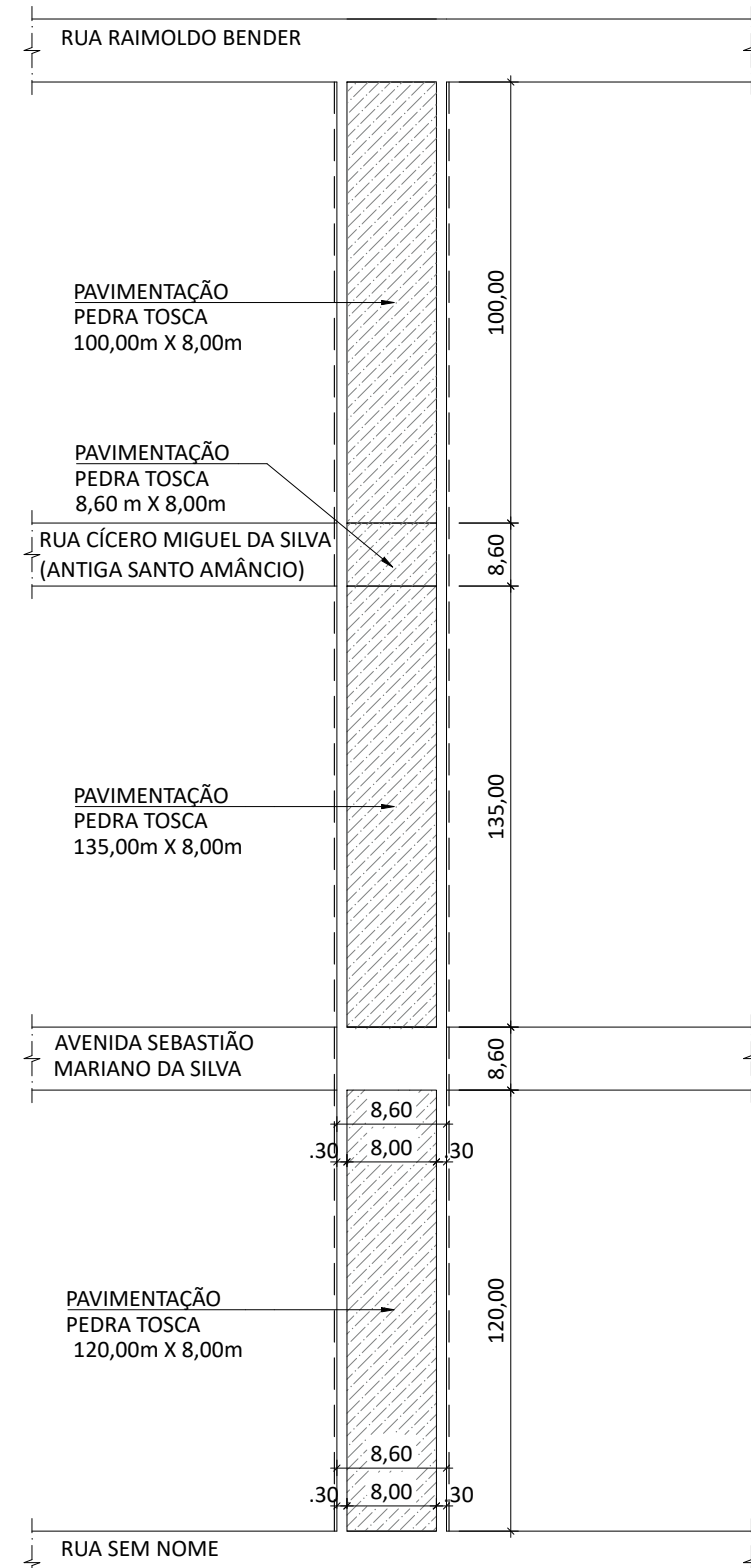 RUA RAIMOLDO BENDER
PAVIMENTAÇÃO
PEDRA TOSCA
100,00m X 8,00m
100,00
PAVIMENTAÇÃO
PEDRA TOSCA
8,60 m X 8,00m
RUA CÍCERO MIGUEL DA SILVA
(ANTIGA SANTO AMÂNCIO)
8,60
PAVIMENTAÇÃO
PEDRA TOSCA
135,00m X 8,00m
135,00
AVENIDA SEBASTIÃO
MARIANO DA SILVA
8,60
8,60
.30 8,00 .30
PAVIMENTAÇÃO
PEDRA TOSCA
120,00m X 8,00m
120,00
8,60
.30 8,00 .30
RUA SEM NOME